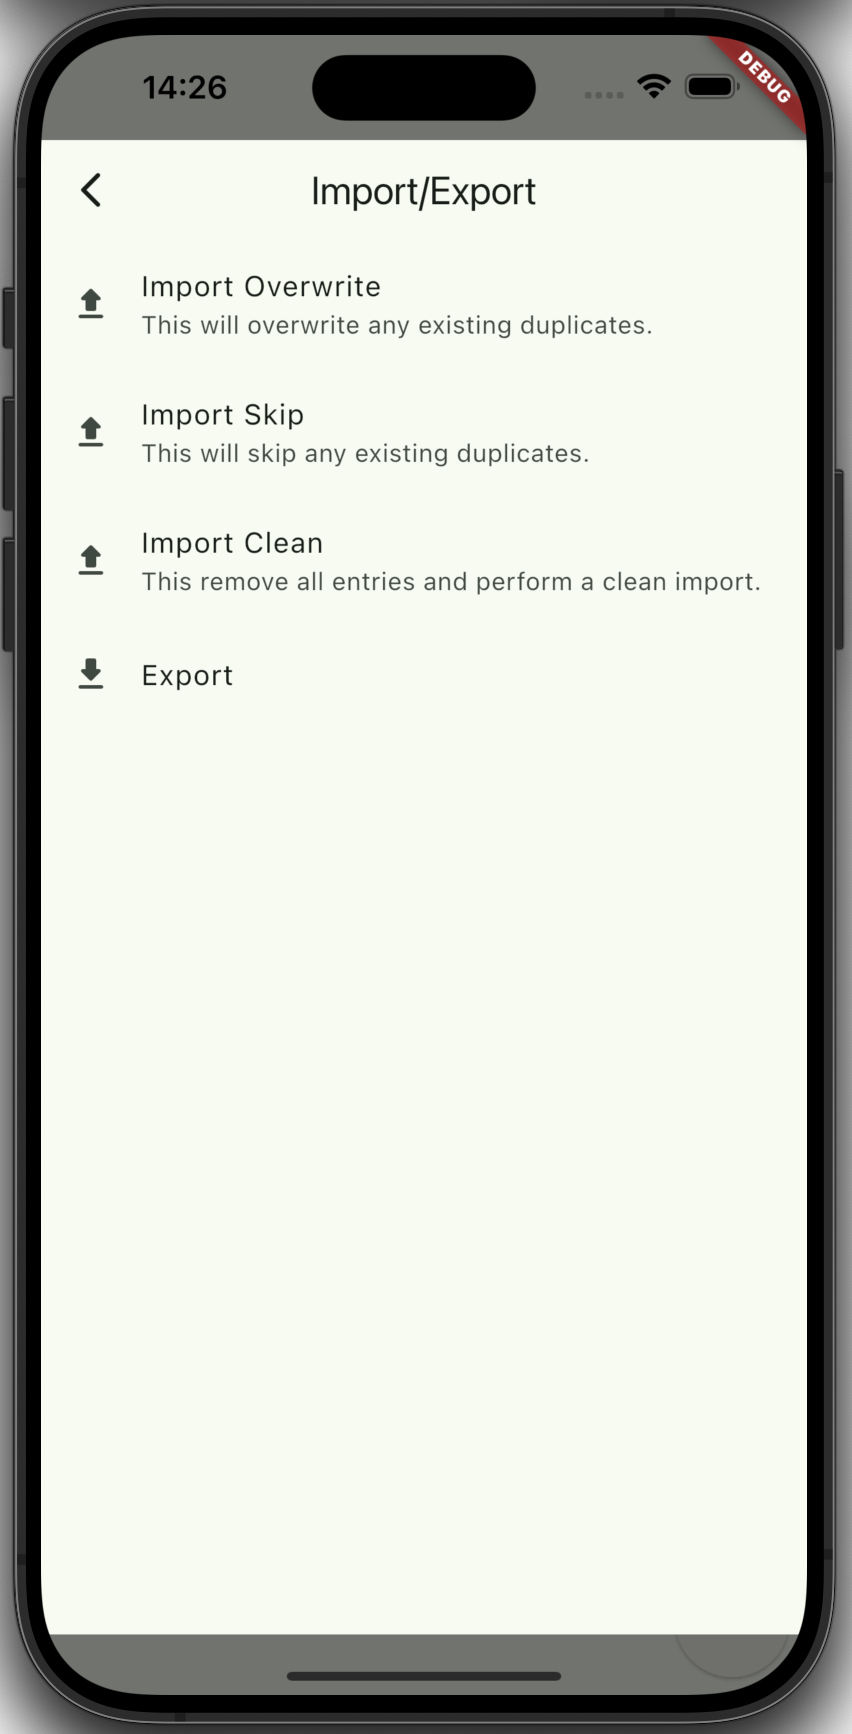 14:26
DEBUG
Import/Export
Import Overwrite
This will overwrite any existing duplicates.
Import Skip
This will skip any existing duplicates.
Import Clean
This remove all entries and perform a clean import.
Export